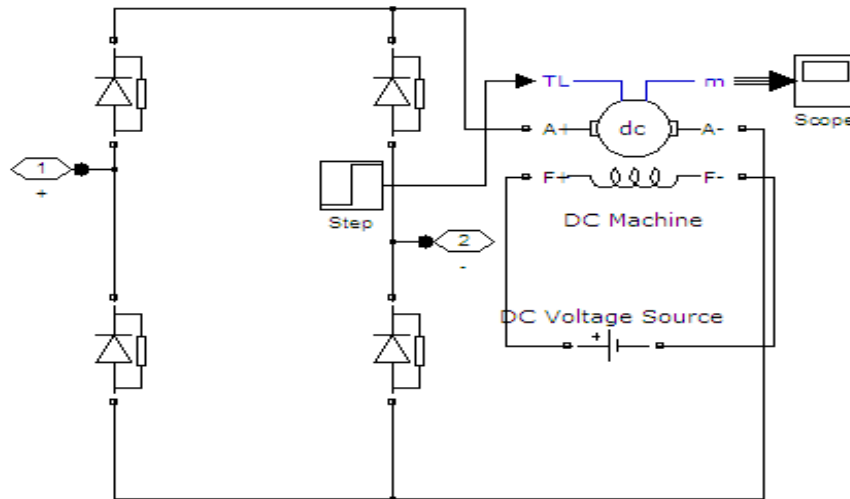 TL
m
Scope
A+
dc
A-
1
+
F+
F-
Step
DC Machine
2
-
DC Voltage Source
+